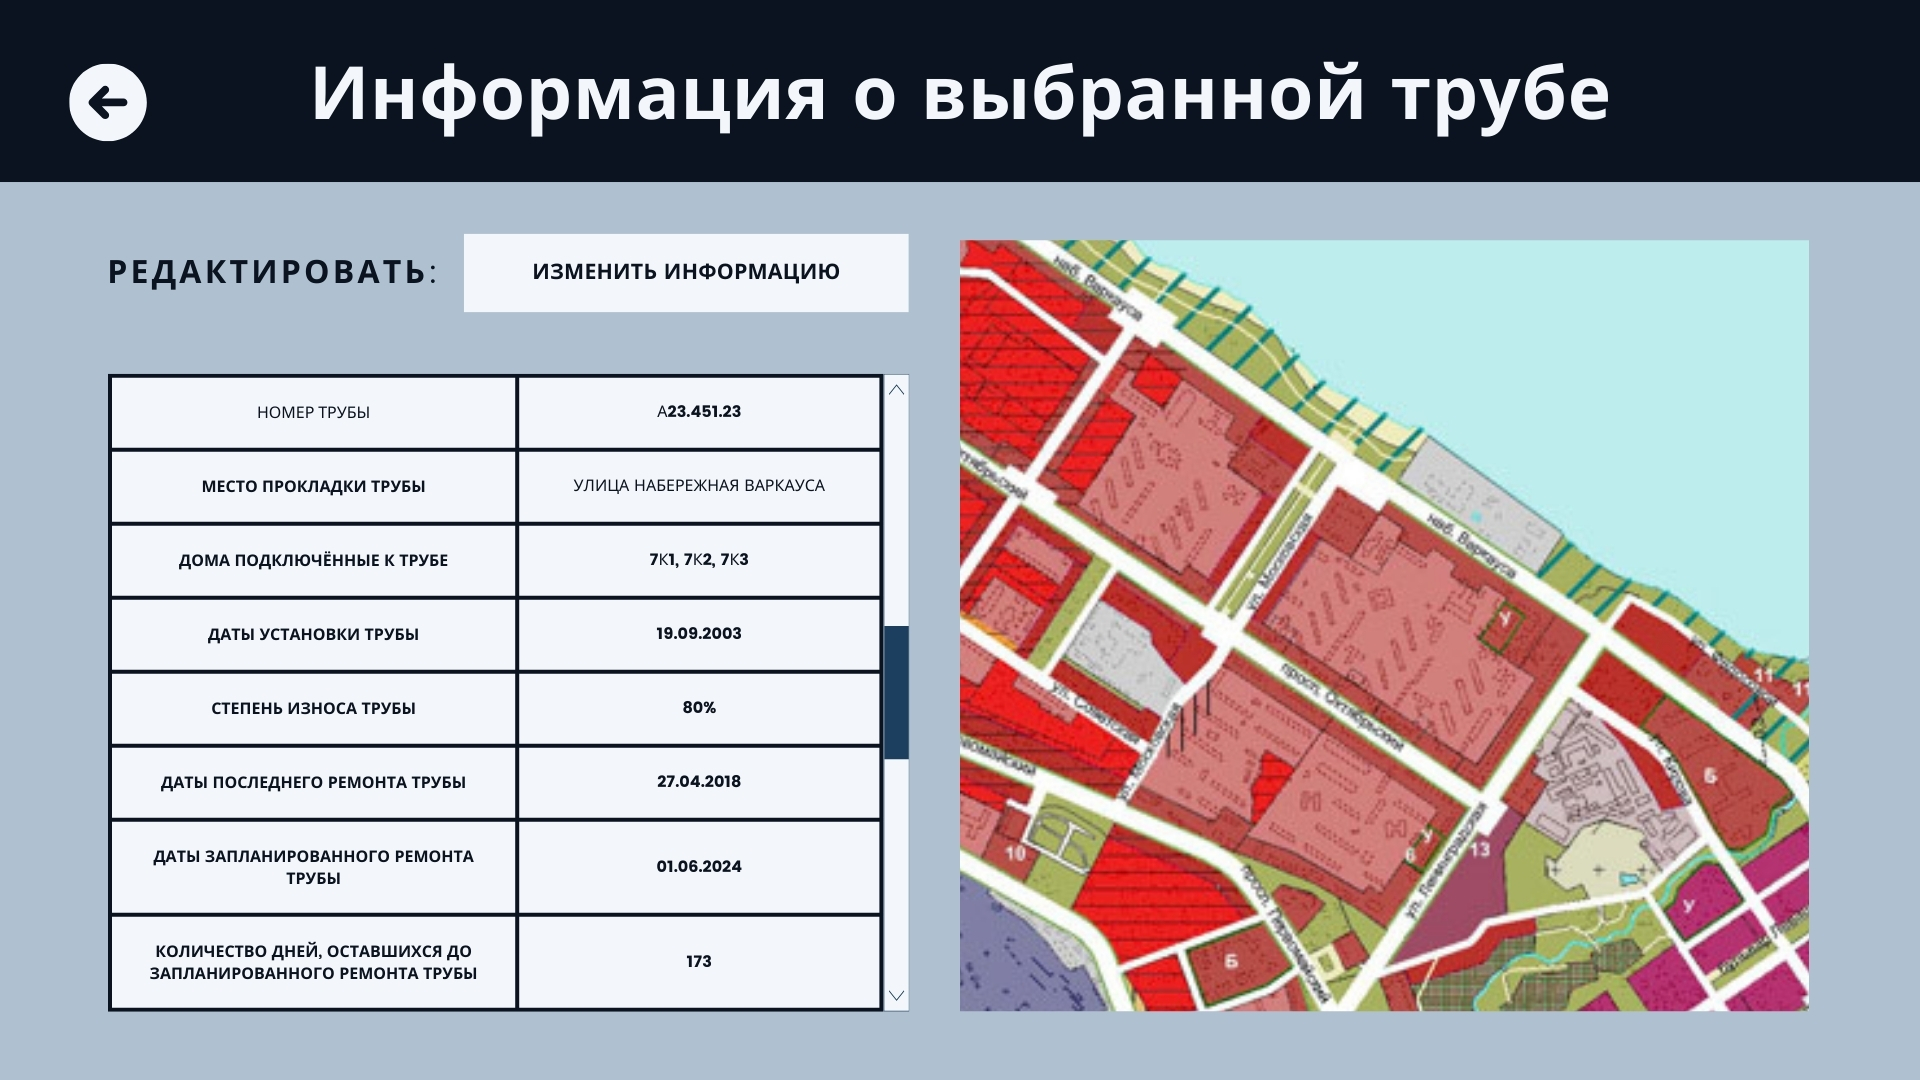 Информация о выбранной трубе
РЕДАКТИРОВАТЬ:
ИЗМЕНИТЬ ИНФОРМАЦИЮ
НОМЕР ТРУБЫ
А23.451.23
МЕСТО ПРОКЛАДКИ ТРУБЫ
УЛИЦА НАБЕРЕЖНАЯ ВАРКАУСА
ДОМА ПОДКЛЮЧЁННЫЕ К ТРУБЕ
7К1, 7К2, 7К3
ДАТЫ УСТАНОВКИ ТРУБЫ
19.09.2003
СТЕПЕНЬ ИЗНОСА ТРУБЫ
80%
ДАТЫ ПОСЛЕДНЕГО РЕМОНТА ТРУБЫ
27.04.2018
ДАТЫ ЗАПЛАНИРОВАННОГО РЕМОНТА
ТРУБЫ
01.06.2024
КОЛИЧЕСТВО ДНЕЙ, ОСТАВШИХСЯ ДО
ЗАПЛАНИРОВАННОГО РЕМОНТА ТРУБЫ
173
наб. Варкауса
наб. Варкауса
ул. Московская
У
просп. Октябрьский
ул. Советская
ул. Московская
11
11
Б
10
6
У
13
ул. Ленинградская
просп. Первомайский
Б
У